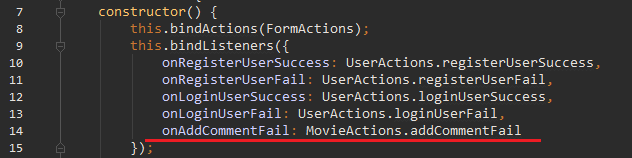 7 constructor() {
8 this.bindActions(FormActions);
9 this.bindListeners({
10 onRegisterUserSuccess: UserActions.registerUserSuccess,
11 onRegisterUserFail: UserActions.registerUserFail,
12 onLoginUserSuccess: UserActions.loginUserSuccess,
13 onLoginUserFail: UserActions.loginUserFail,
14 onAddCommentFail: MovieActions.addCommentFail
15 });